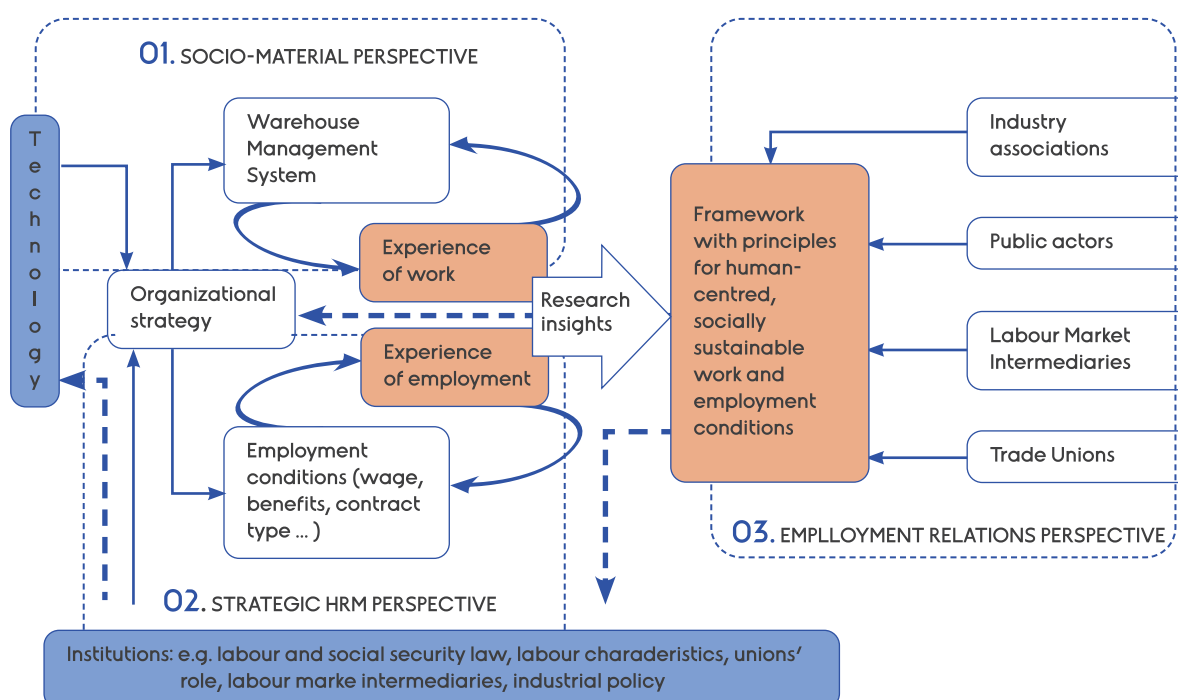 01. SOCIO-MATERIAL PERSPECTIVE
Technology
Warehouse
Management
System
Experience
of work
Organizational
strategy
Research
insights
Experience
of employment
Employment
conditions (wage,
benefits, contract
type ... )
02. STRATEGIC HRM PERSPECTIVE
Framework
with principles
for human-
centred,
socially
sustainable
work and
employment
conditions
Industry
associations
Public actors
Labour Market
Intermediaries
Trade Unions
03. EMPLLOYMENT RELATIONS PERSPECTIVE
Institutions: e.g. labour and social security law, labour charaderistics, unions’
role, labour marke intermediaries, industrial policy